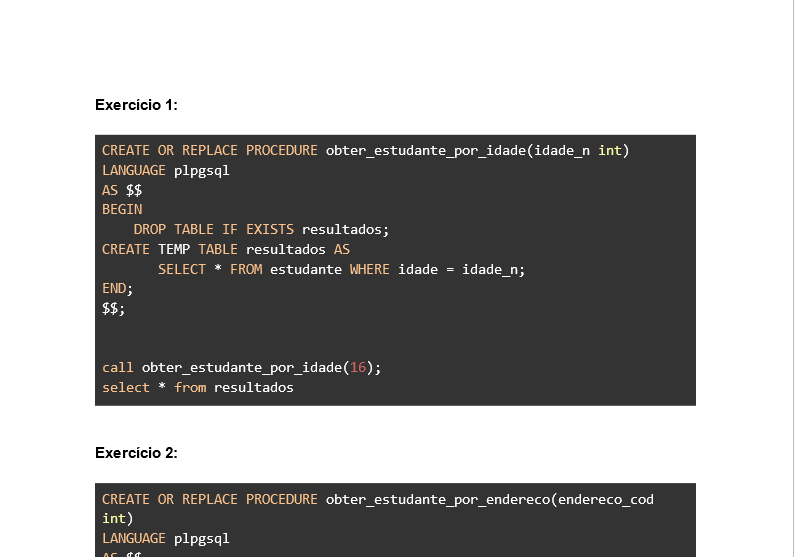 Exercício 1:
CREATE OR REPLACE PROCEDURE obter_estudante_por_idade(idade_n int)
LANGUAGE plpgsql
AS $$
BEGIN
    DROP TABLE IF EXISTS resultados;
CREATE TEMP TABLE resultados AS
       SELECT * FROM estudante WHERE idade = idade_n;
END;
$$;
call obter_estudante_por_idade(16);
select * from resultados
Exercício 2:
CREATE OR REPLACE PROCEDURE obter_estudante_por_endereco(endereco_cod
int)
LANGUAGE plpgsql
AS $$